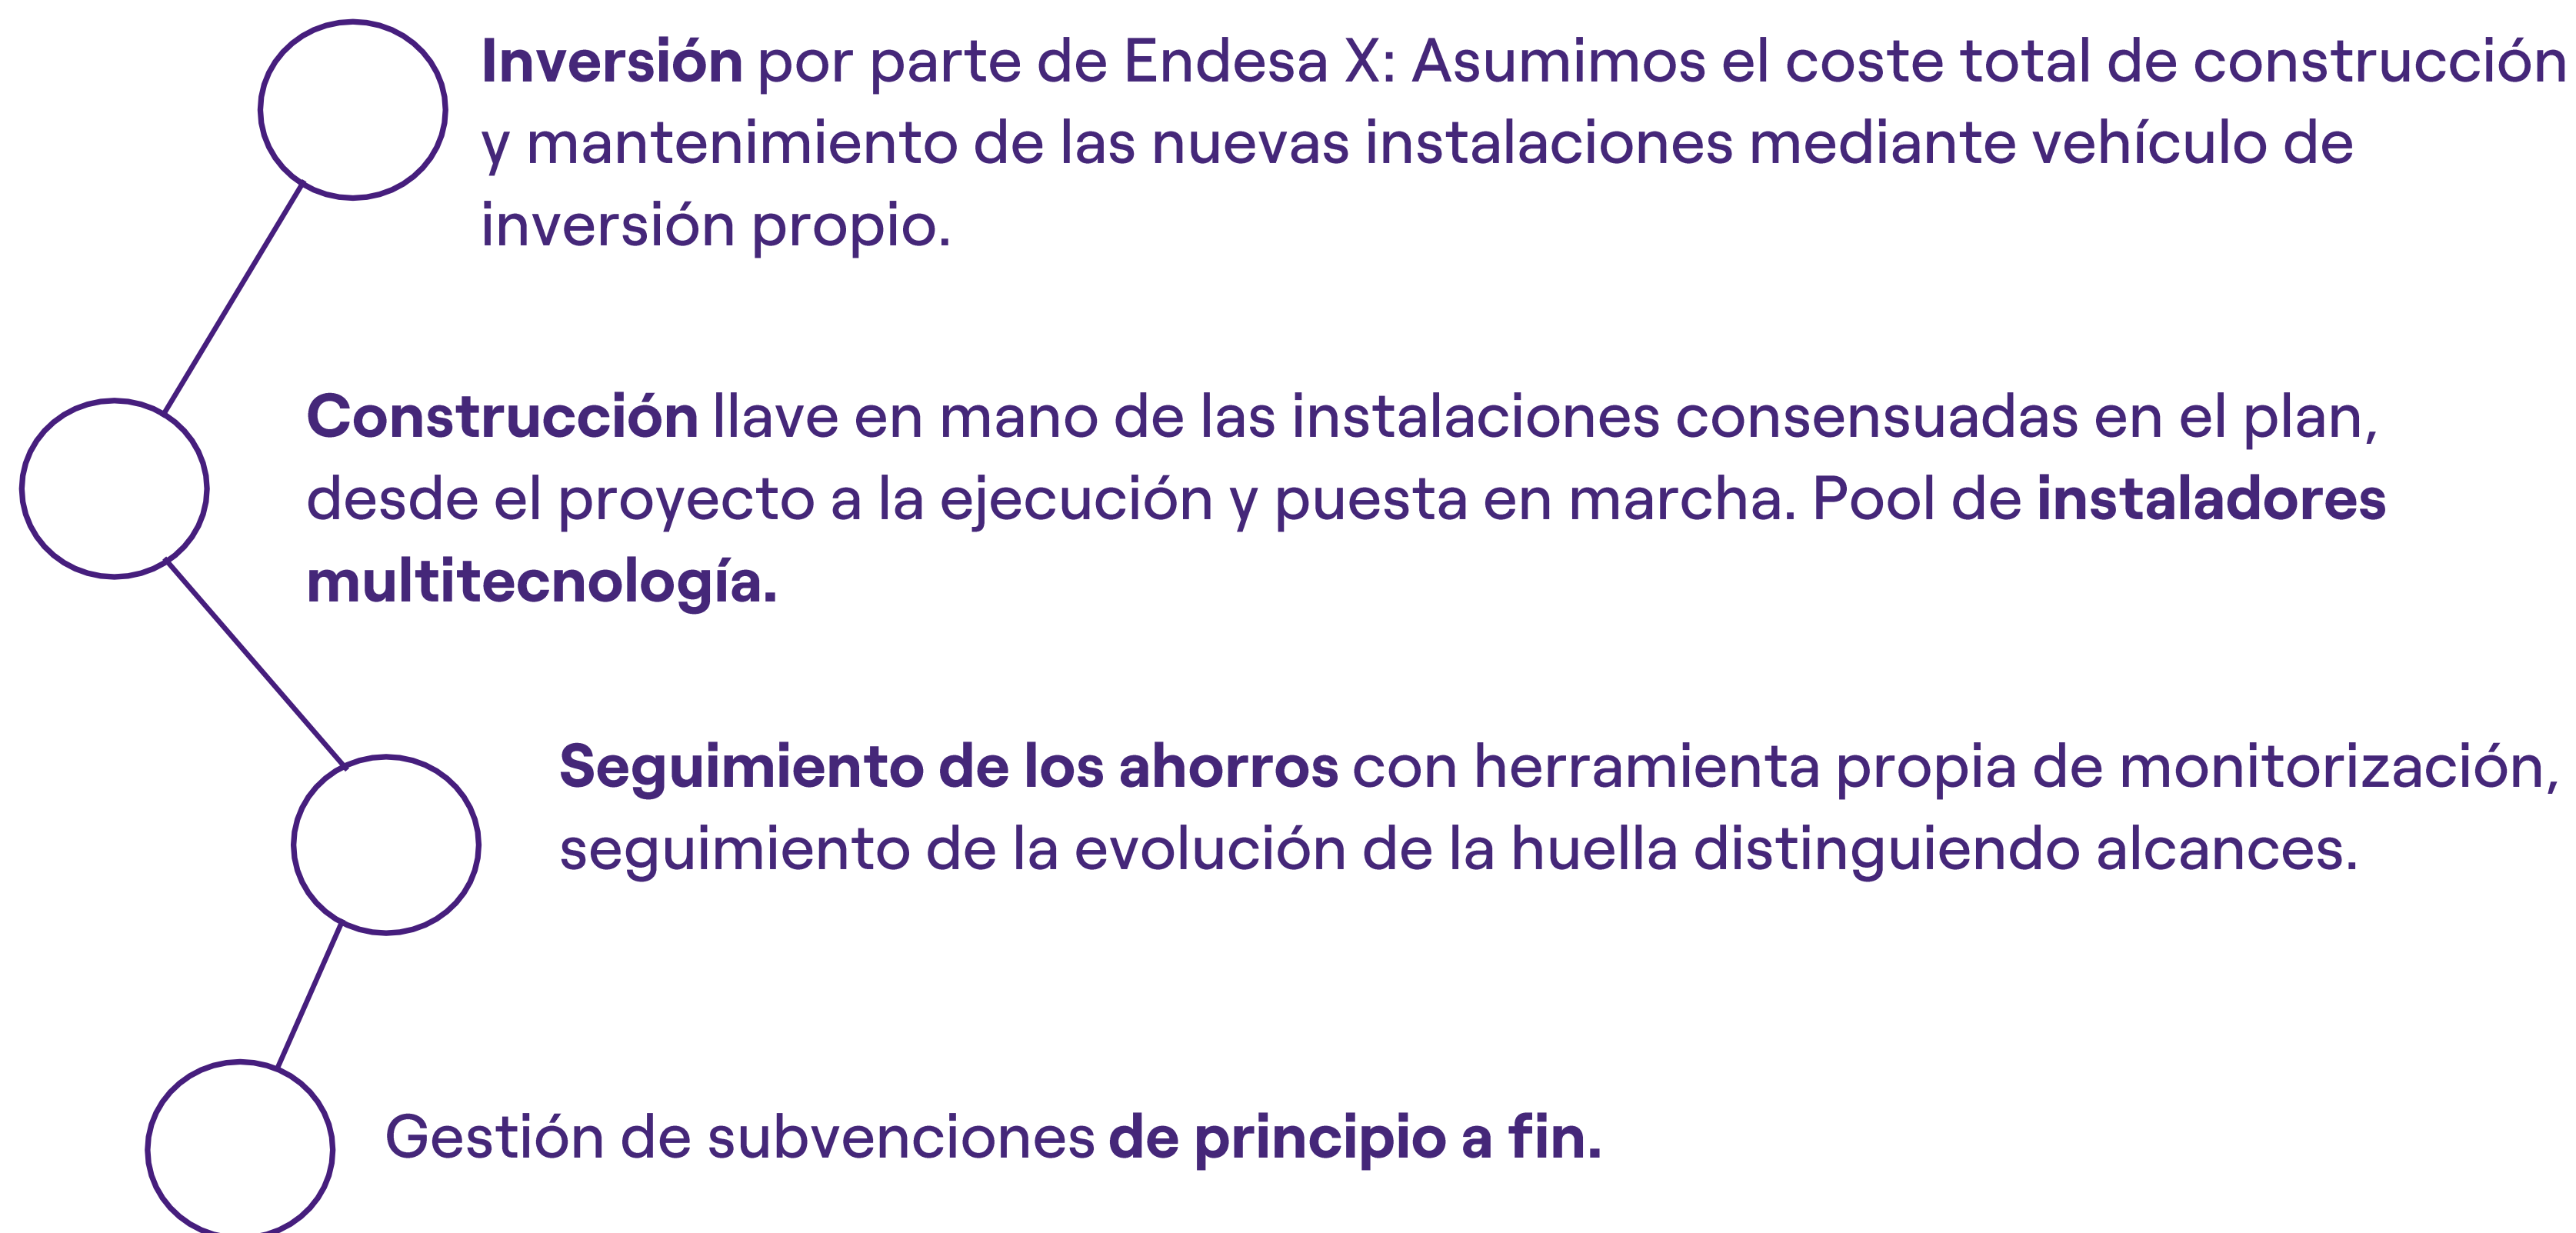 Inversión por parte de Endesa X: Asumimos el coste total de construcción
y mantenimiento de las nuevas instalaciones mediante vehículo de
inversión propio.
Construcción llave en mano de las instalaciones consensuadas en el plan,
desde el proyecto a la ejecución y puesta en marcha. Pool de instaladores
multitecnología.
Seguimiento de los ahorros con herramienta propia de monitorización,
seguimiento de la evolución de la huella distinguiendo alcances.
Gestión de subvenciones de principio a fin.